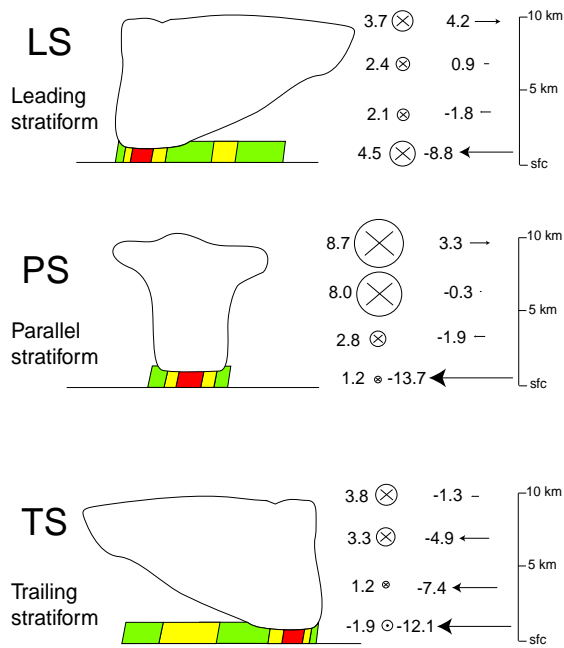 LS
Leading
stratiform
3.7 4.2 10 km
2.4 0.9
5 km
2.1 -1.8
4.5 -8.8
sfc
PS
Parallel
stratiform
8.7 3.3 10 km
8.0 -0.3
5 km
2.8 -1.9
1.2 -13.7
sfc
TS
Trailing
stratiform
3.8 -1.3 10 km
3.3 -4.9
5 km
1.2 -7.4
-1.9 -12.1
sfc